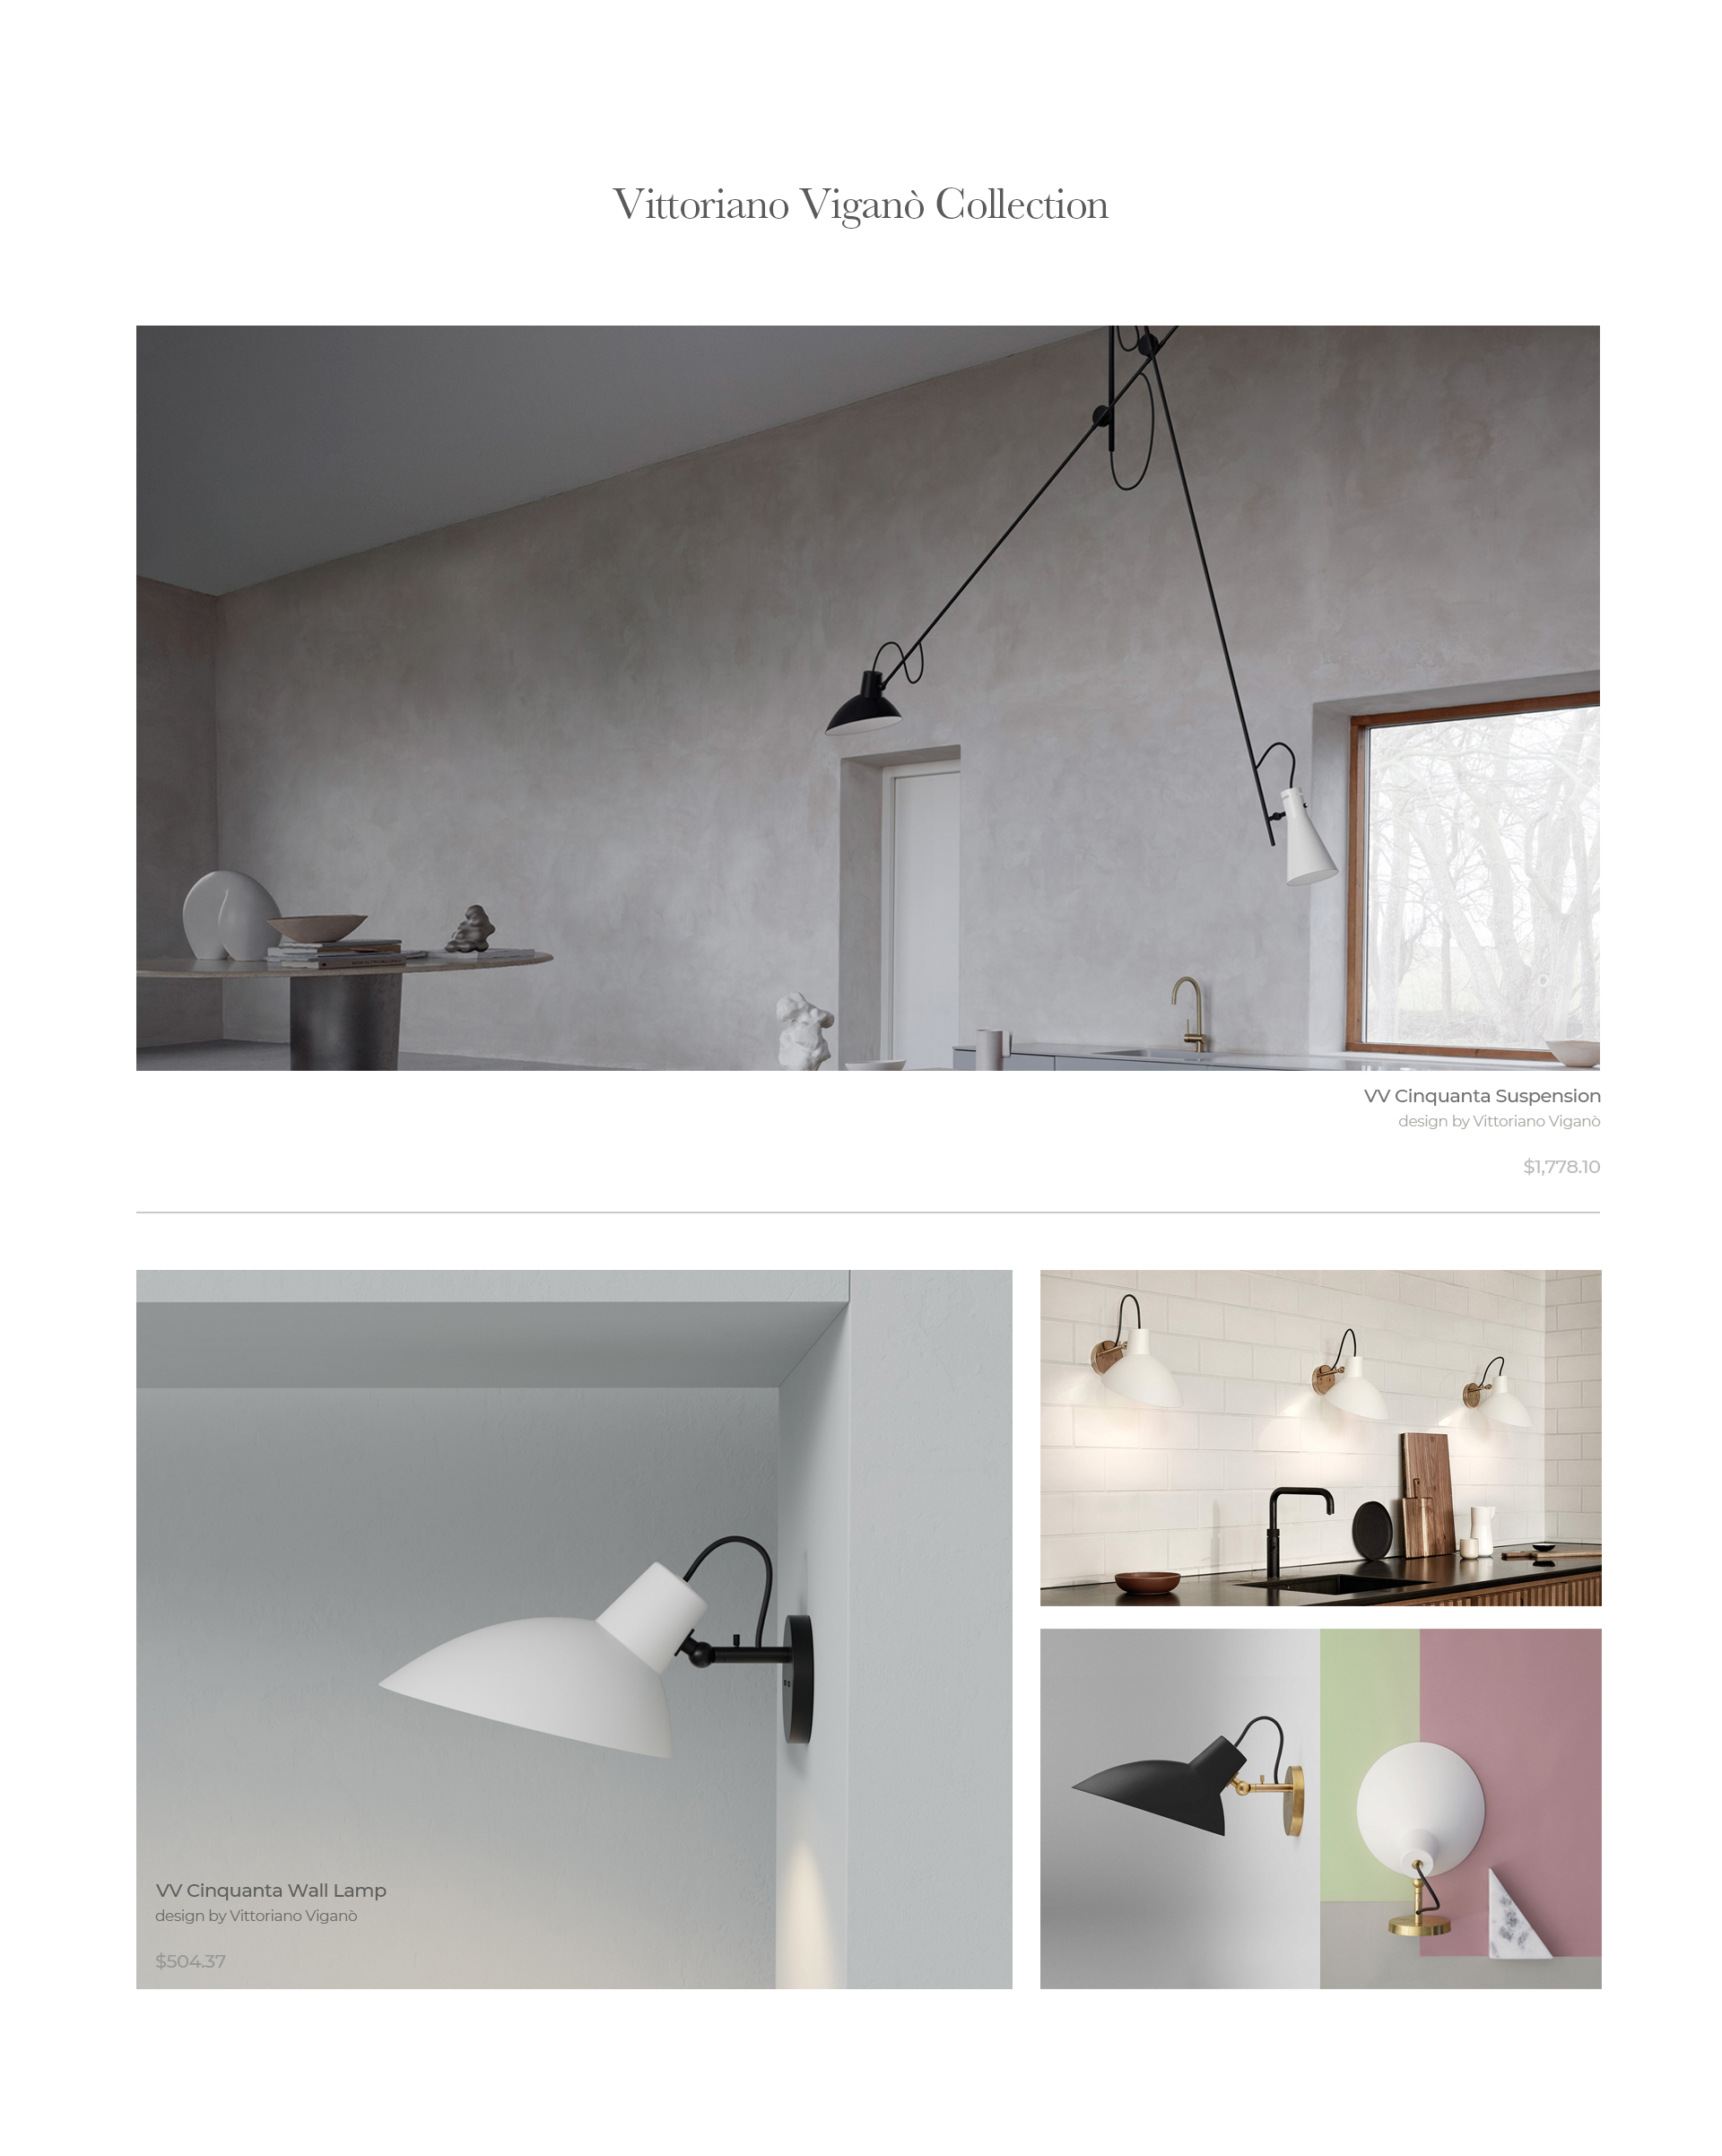 Vittoriano Viganò Collection
VV Cinquanta Suspension
design by Vittoriano Viganò
$1,778.10
VV Cinquanta Wall Lamp
design by Vittoriano Viganò
$504.37